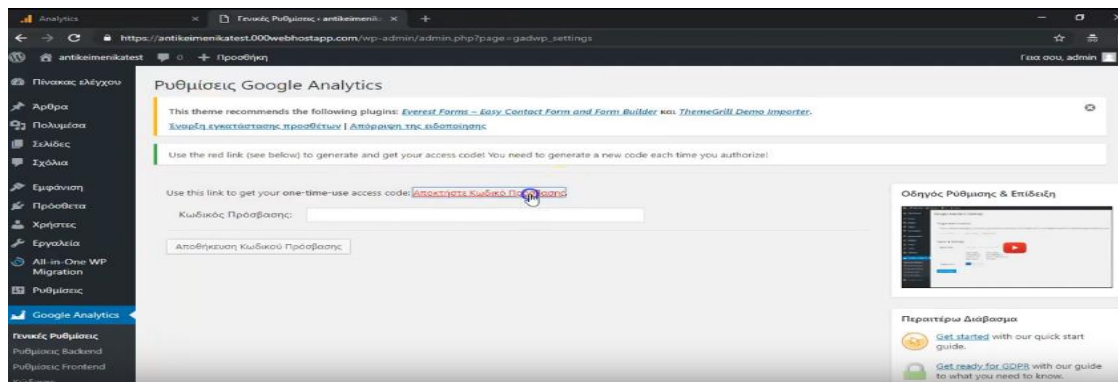 Analytics
Γενικές Ρυθμίσεις ‹ antikeimenik
https://antikeimenikatest.000webhostapp.com/wp-admin/admin.php?page=gadwp_settings
antikeimenikatest 0 + Προσθήκη
Γεια σου, admin
Πίνακας ελέγχου
Άρθρα
Πολυμέσα
Σελίδες
Σχόλια
Εμφάνιση
Πρόσθετα
Χρήστες
Εργαλεία
All-in-One WP
Migration
Ρυθμίσεις
Google Analytics
Γενικές Ρυθμίσεις
Ρυθμίσεις Backend
Ρυθμίσεις Frontend
Ρυθμίσεις Google Analytics
This theme recommends the following plugins: Everest Forms – Easy Contact Form and Form Builder και ThemeGrill Demo Importer.
Έναρξη εγκατάστασης προσθέτων | Απόρριψη της ειδοποίησης
Use the red link (see below) to generate and get your access code! You need to generate a new code each time you authorize!
Use this link to get your one-time-use access code: Αποκτήστε Κωδικό Πρόσβασης.
Κωδικός Πρόσβασης:
Αποθήκευση Κωδικού Πρόσβασης
Οδηγός Ρύθμισης & Επίδειξη
Περαιτέρω Διάβασμα
Get started with our quick start
guide.
Get ready for GDPR with our guide
to what you need to know.